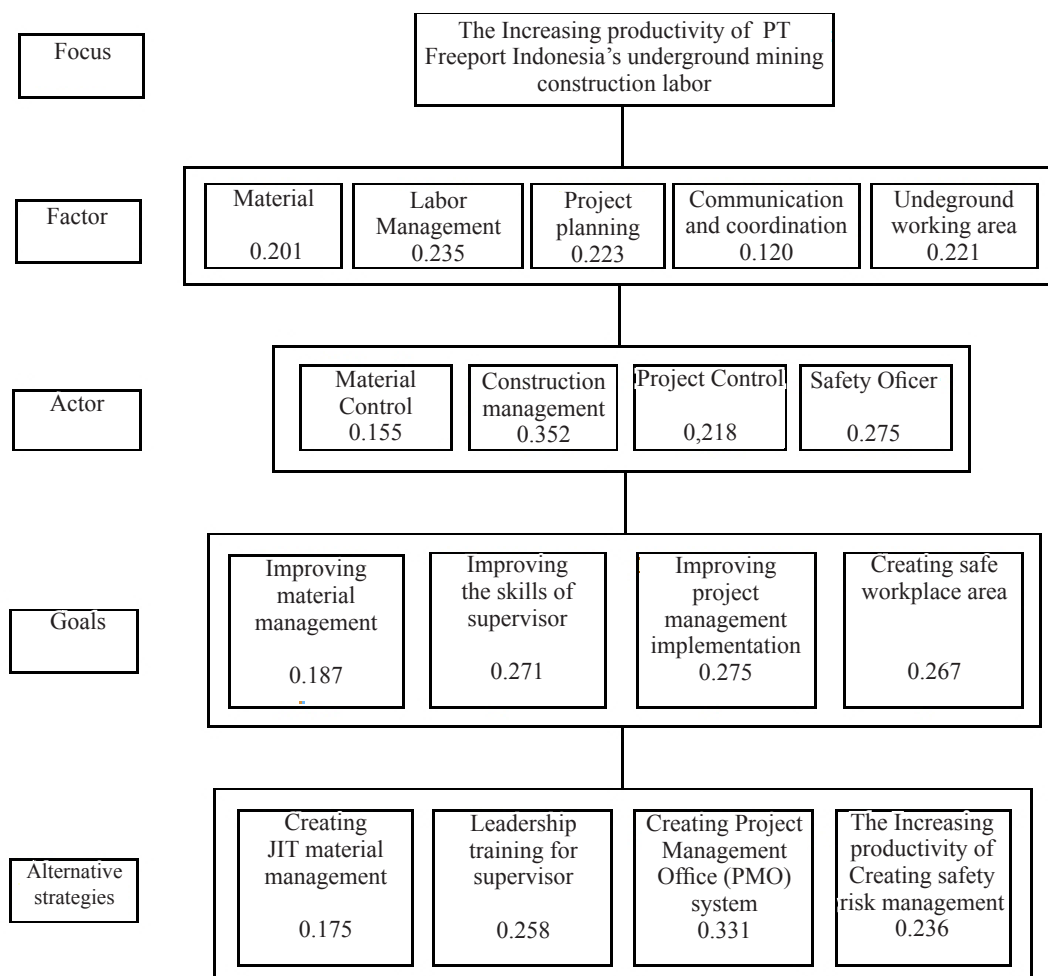 Focus
The Increasing productivity of PT
Freeport Indonesia’s underground mining
construction labor
Factor
Material
0.201
Labor
Management
0.235
Project
planning
0.223
Communication
and coordination
0.120
Undeground
working area
0.221
Actor
Material
Control
0.155
Construction
management
0.352
Project Control
0,218
Safety Oficer
0.275
Goals
Improving
material
management
0.187
Improving
the skills of
supervisor
0.271
Improving
project
management
implementation
0.275
Creating safe
workplace area
0.267
Alternative
strategies
Creating
JIT material
management
0.175
Leadership
training for
supervisor
0.258
Creating Project
Management
Office (PMO)
system
0.331
The Increasing
productivity of
Creating safety
risk management
0.236